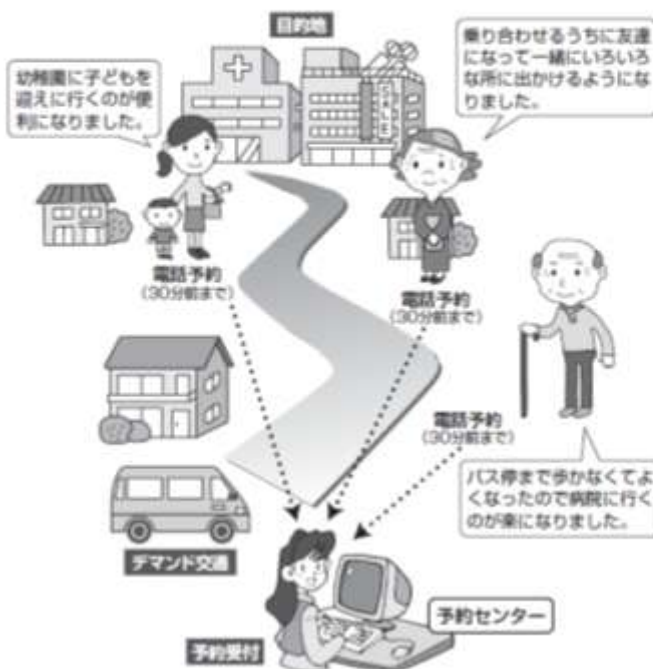 目的地
幼稚園に子どもを
迎えに行くのが便
利になりました。
乗り合わせるうちに友達
になって一緒にいろいろ
な所に出かけるようにな
りました。
SALE
電話予約
(30分前まで)
電話予約
(30分前まで)
電話予約
(30分前まで)
バス停まで歩かなくてよ
くなったので病院に行く
のが楽になりました。
デマンド交通
予約センター
予約受付